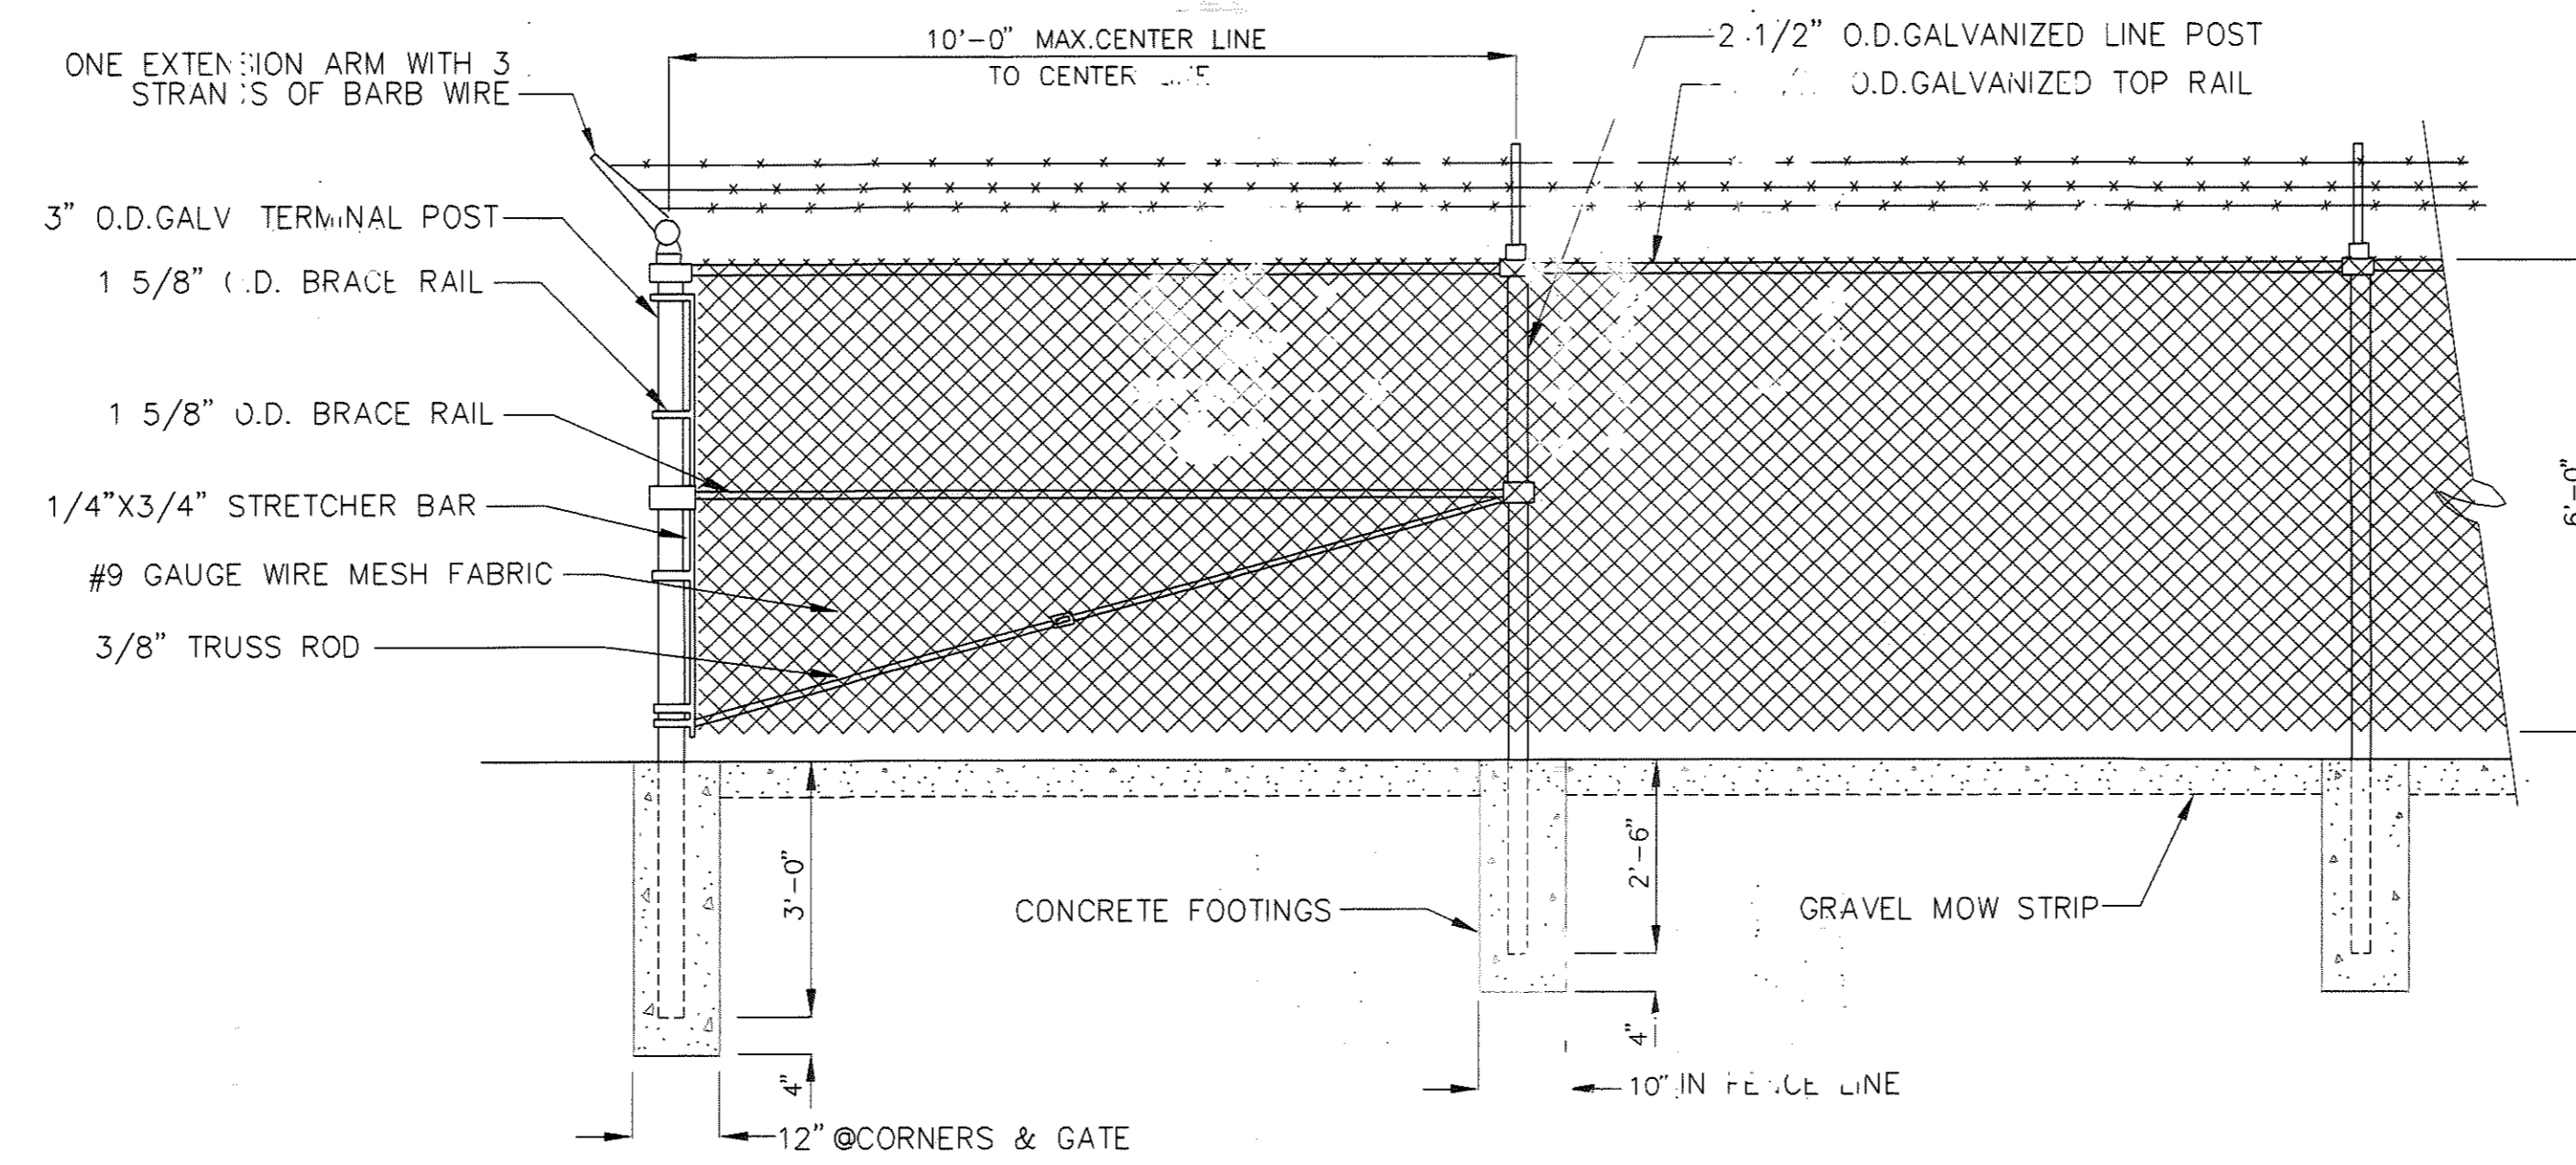 10'-0" MAX.CENTER LINE
TO CENTER
ONE EXTENSION ARM WITH 3
STRANDS OF BARB WIRE
2 1/2" O.D.GALVANIZED LINE POST
O.D.GALVANIZED TOP RAIL
3" O.D.GALV TERMINAL POST
1 5/8" O.D. BRACE RAIL
1 5/8" O.D. BRACE RAIL
1/4"X3/4" STRETCHER BAR
#9 GAUGE WIRE MESH FABRIC
3/8" TRUSS ROD
6'-0"
3'-0"
2'-6"
CONCRETE FOOTINGS
GRAVEL MOW STRIP
4"
4"
10" IN FENCE LINE
12" @CORNERS & GATE